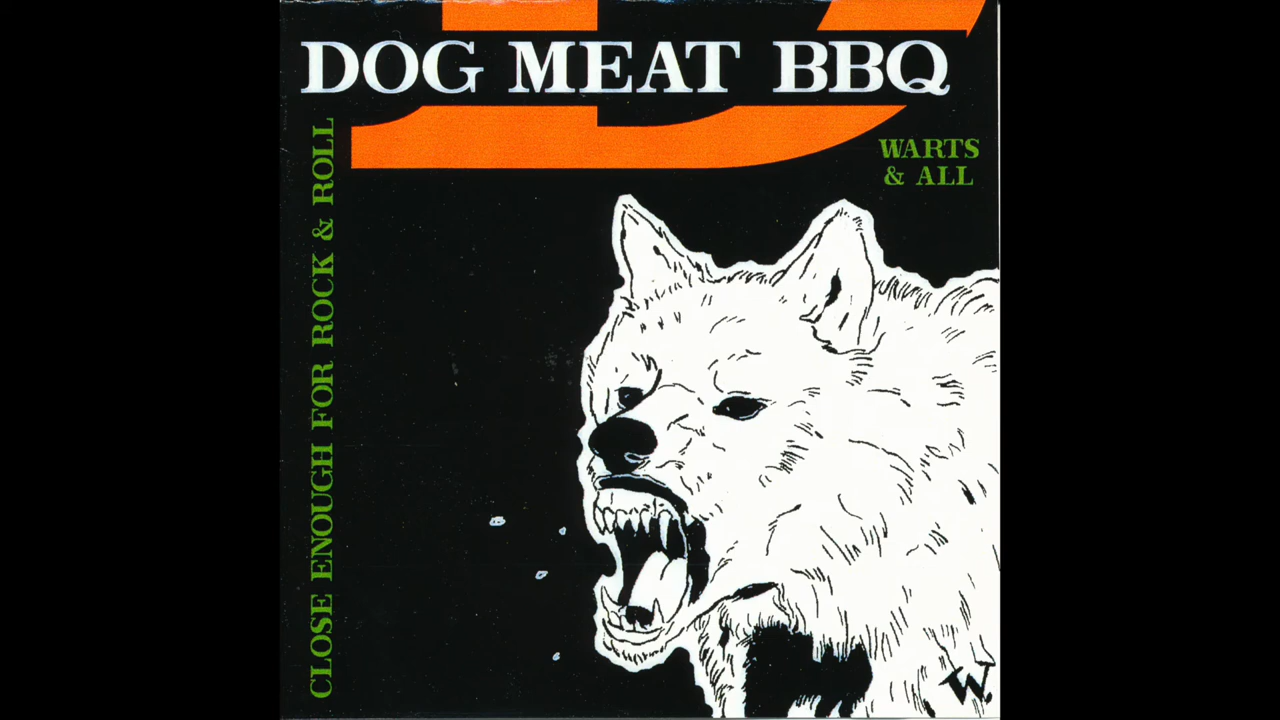 DOG MEAT BBQ
WARTS
& ALL
CLOSE ENOUGH FOR ROCK & ROLL
W.